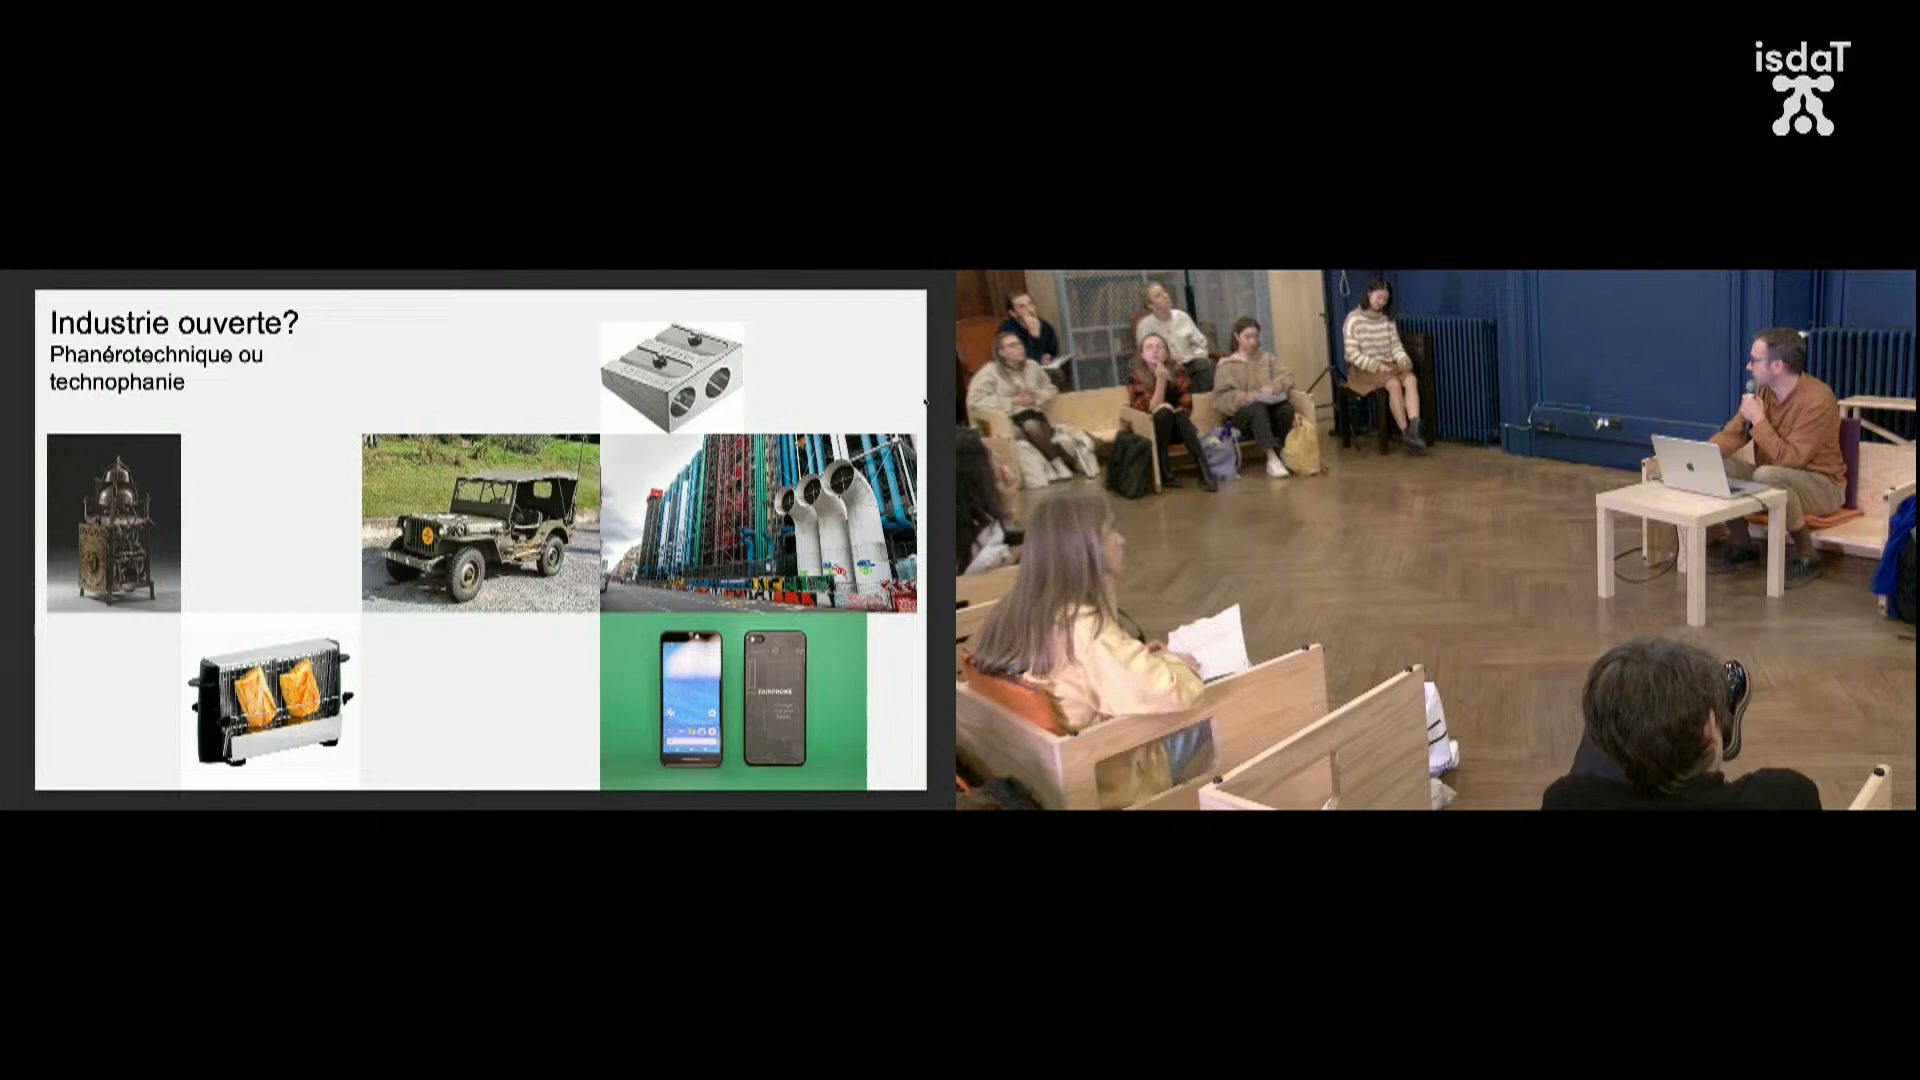 isdaT
Industrie ouverte?
Phanérotechnique ou
technophanie
FAIRPHONE